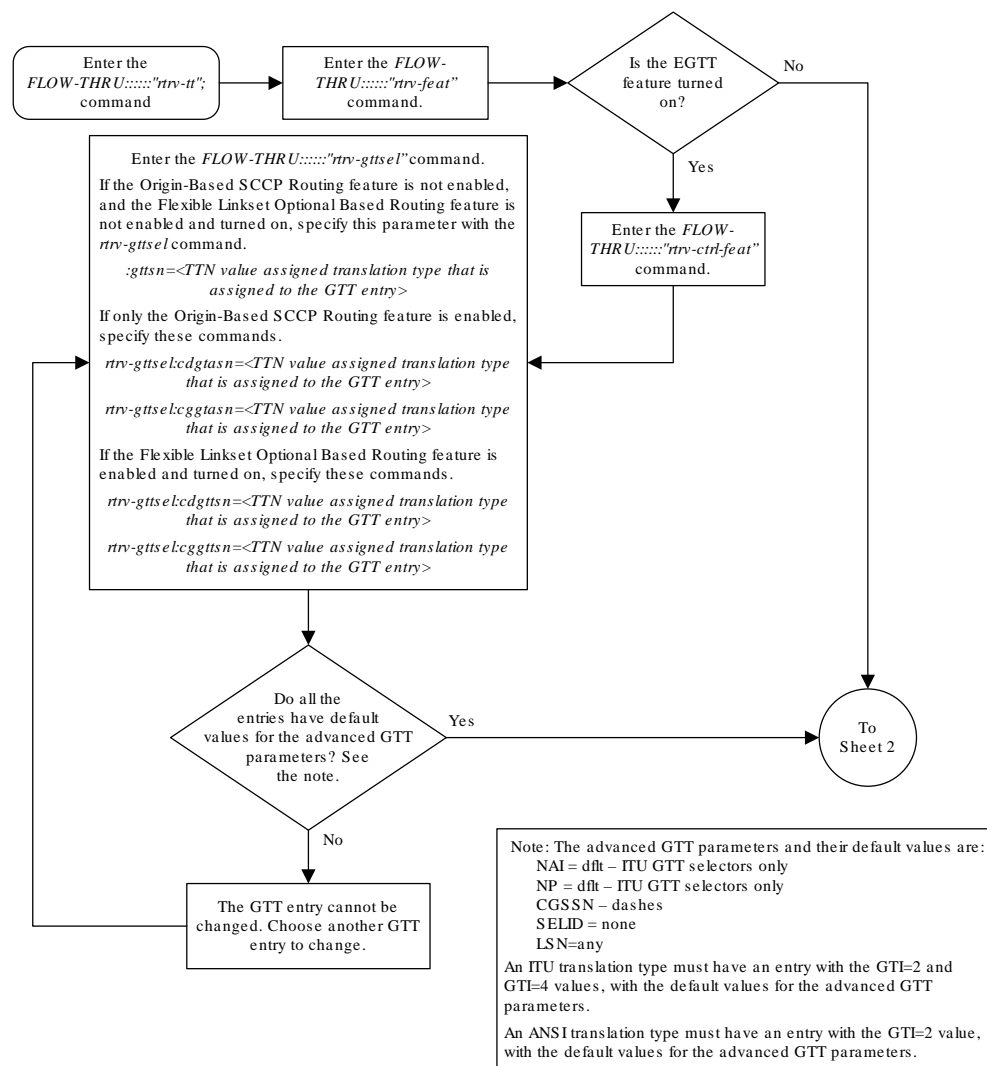 Enter the
FLOW-THRU::::::"rtrv-tt";
command
Enter the FLOW-
THRU::::::"rtrv-feat”
command.
Is the EGTT
feature turned
on?
No
Yes
Enter the FLOW-
THRU::::::"rtrv-ctrl-feat”
command.
Enter the FLOW-THRU::::::"rtrv-gttsel” command.
If the Origin-Based SCCP Routing feature is not enabled,
and the Flexible Linkset Optional Based Routing feature is
not enabled and turned on, specify this parameter with the
rtrv-gttsel command.
:gttsn=<TTN value assigned translation type that is
assigned to the GTT entry>
If only the Origin-Based SCCP Routing feature is enabled,
specify these commands.
rtrv-gttsel:cdgtasn=<TTN value assigned translation type
that is assigned to the GTT entry>
rtrv-gttsel:cggtasn=<TTN value assigned translation type
that is assigned to the GTT entry>
If the Flexible Linkset Optional Based Routing feature is
enabled and turned on, specify these commands.
rtrv-gttsel:cdgttsn=<TTN value assigned translation type
that is assigned to the GTT entry>
rtrv-gttsel:cggttsn=<TTN value assigned translation type
that is assigned to the GTT entry>
Do all the
entries have default
values for the advanced GTT
parameters? See
the note.
Yes
To
Sheet 2
No
The GTT entry cannot be
changed. Choose another GTT
entry to change.
Note: The advanced GTT parameters and their default values are:
NAI = dflt – ITU GTT selectors only
NP = dflt – ITU GTT selectors only
CGSSN – dashes
SELID = none
LSN=any
An ITU translation type must have an entry with the GTI=2 and
GTI=4 values, with the default values for the advanced GTT
parameters.
An ANSI translation type must have an entry with the GTI=2 value,
with the default values for the advanced GTT parameters.